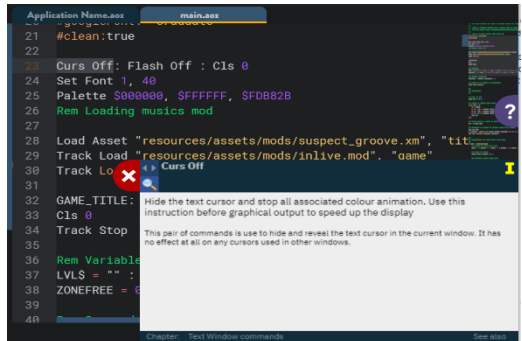 Application Name.aoz main.aoz
21 #clean:true
22
23 Curs Off: Flash Off : Cls 0
24 Set Font 1, 40
25 Palette $000000, $FFFFFF, $FDB82B
26 Rem Loading musics mod
27
28 Load Asset "resources/assets/mods/suspect_groove.xm", "tit
29 Track Load "resources/assets/mods/inlive.mod", "game"
30 Track Lo
Curs Off
31
32 GAME_TITLE:
33 Cls 0
34 Track Stop
35
36 Rem Variable
37 LVL$ = "" :
38 ZONEFREE = 0
39
40
Hide the text cursor and stop all associated colour animation. Use this
instruction before graphical output to speed up the display
This pair of commands is use to hide and reveal the text cursor in the current window. It has
no effect at all on any cursors used in other windows.
Chapter: Text Window commands See also
?
I